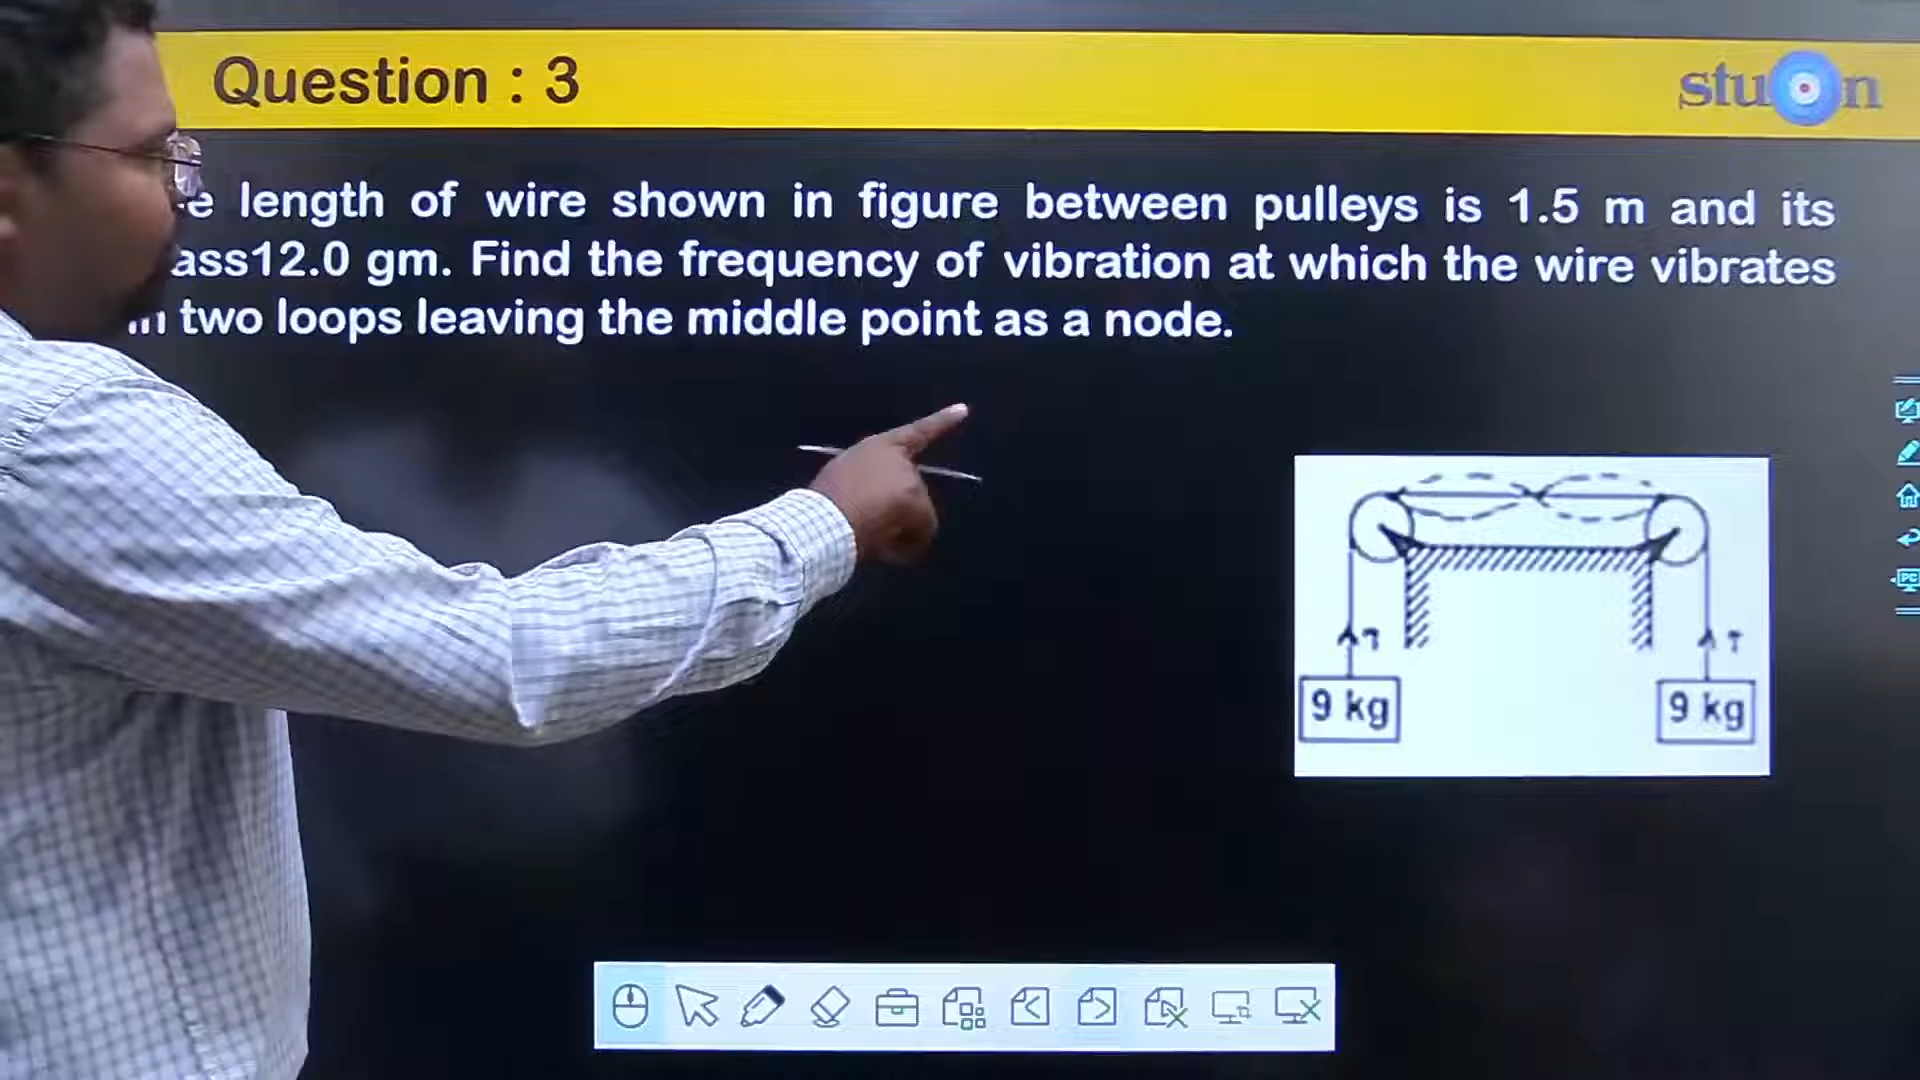 Question : 3
stu n
length of wire shown in figure between pulleys is 1.5 m and its
12.0 gm. Find the frequency of vibration at which the wire vibrates
two loops leaving the middle point as a node.
T T
9 kg 9 kg
PC